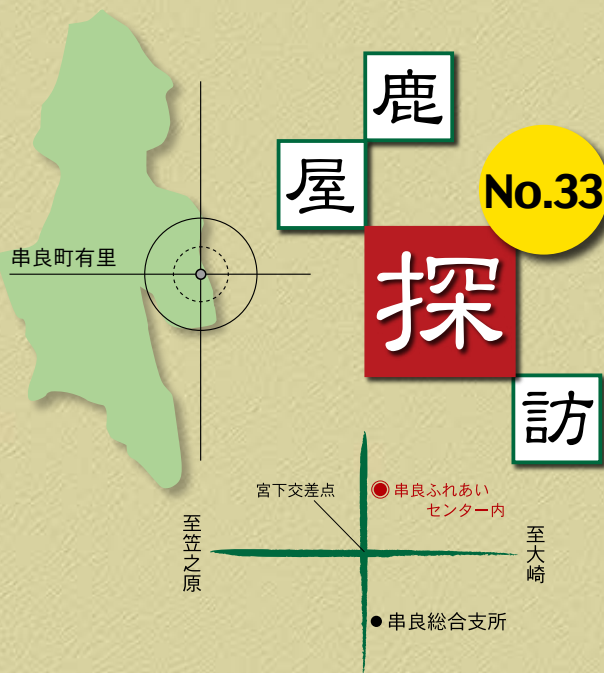 鹿
屋
探
訪
No.33
串良町有里
宮下交差点
串良ふれあい
センター内
至笠之原
至大崎
串良総合支所